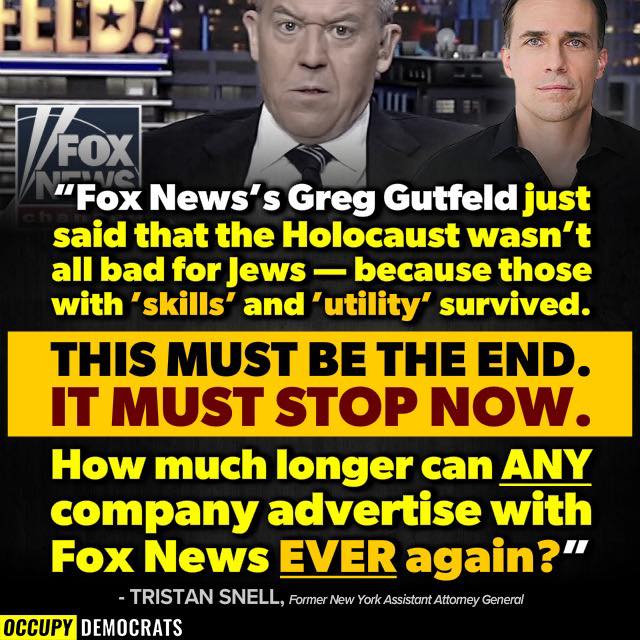 ELD!
FOX
NEWS
channel
“Fox News’s Greg Gutfeld just
said that the Holocaust wasn’t
all bad for Jews — because those
with ’skills’ and ’utility’ survived.
THIS MUST BE THE END.
IT MUST STOP NOW.
How much longer can ANY
company advertise with
Fox News EVER again?”
- TRISTAN SNELL, Former New York Assistant Attorney General
OCCUPY DEMOCRATS